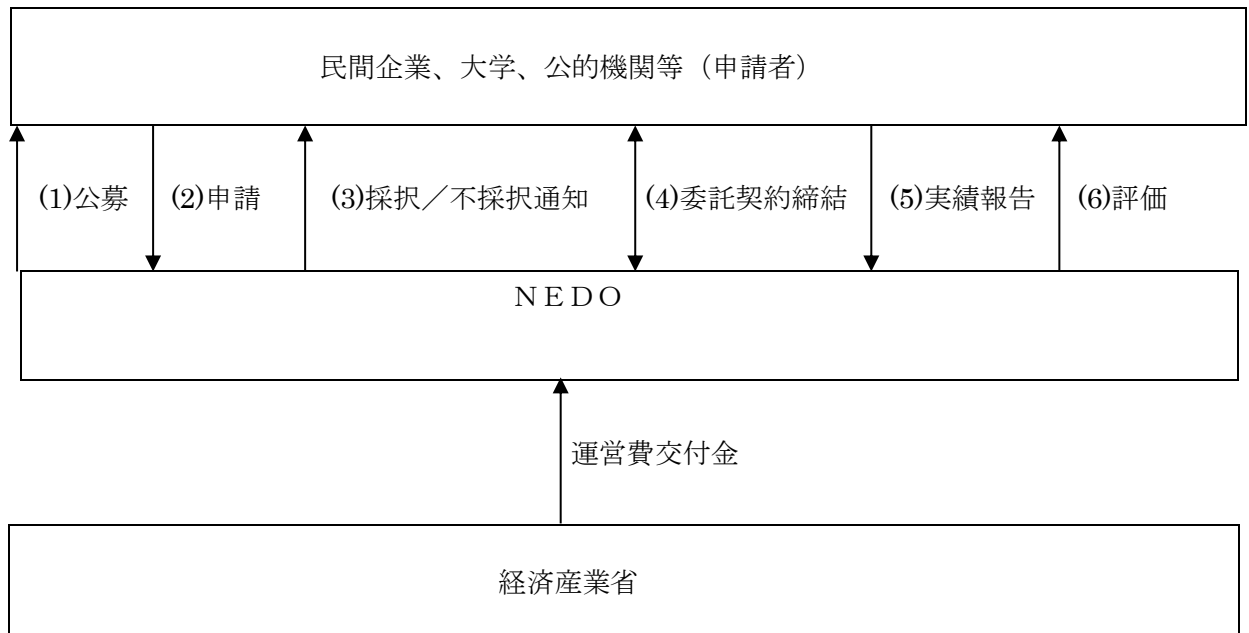 民間企業、大学、公的機関等（申請者）
(1)公募 (2)申請 (3)採択／不採択通知 (4)委託契約締結 (5)実績報告 (6)評価
ＮＥＤＯ
運営費交付金
経済産業省